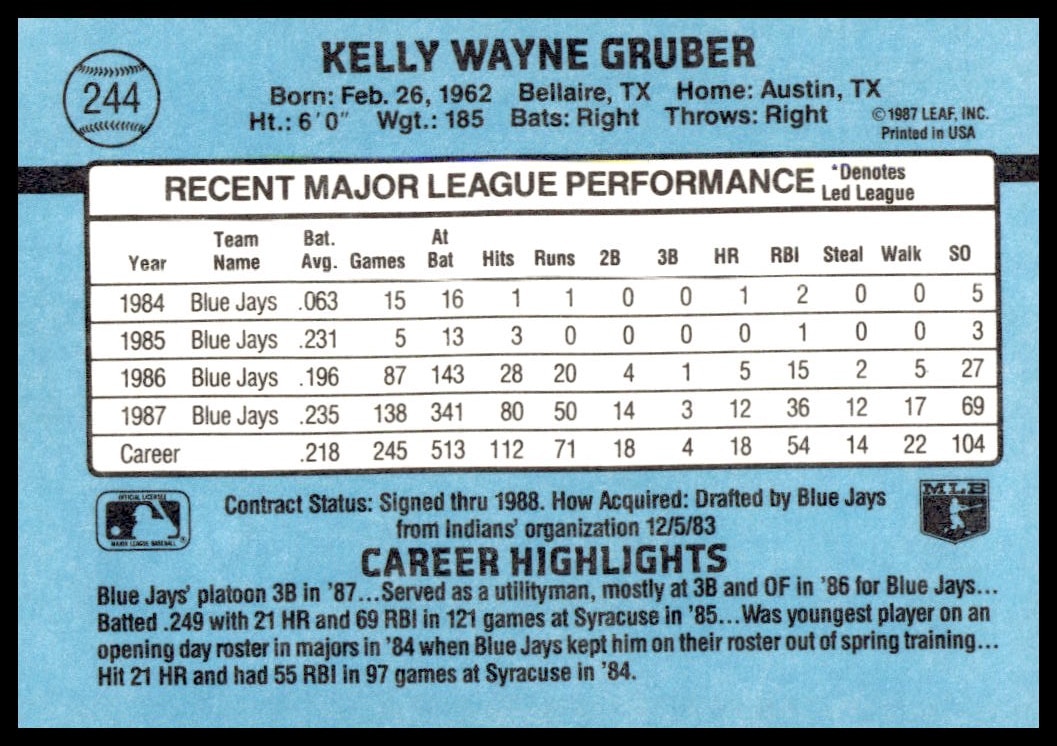 KELLY WAYNE GRUBER
244
Born: Feb. 26, 1962 Bellaire, TX Home: Austin, TX
Ht.: 6'0" Wgt.: 185 Bats: Right Throws: Right
©1987 LEAF, INC.
Printed in USA
RECENT MAJOR LEAGUE PERFORMANCE *Denotes Led League
Year Team Name Bat. Avg. Games At Bat Hits Runs 2B 3B HR RBI Steal Walk SO
1984 Blue Jays .063 15 16 1 1 0 0 1 2 0 0 5
1985 Blue Jays .231 5 13 3 0 0 0 0 1 0 0 3
1986 Blue Jays .196 87 143 28 20 4 1 5 15 2 5 27
1987 Blue Jays .235 138 341 80 50 14 3 12 36 12 17 69
Career .218 245 513 112 71 18 4 18 54 14 22 104
OFFICIAL LICENSEE
MAJOR LEAGUE BASEBALL
®
Contract Status: Signed thru 1988. How Acquired: Drafted by Blue Jays
from Indians' organization 12/5/83
MLB
CAREER HIGHLIGHTS
Blue Jays' platoon 3B in '87...Served as a utilityman, mostly at 3B and OF in '86 for Blue Jays...
Batted .249 with 21 HR and 69 RBI in 121 games at Syracuse in '85...Was youngest player on an
opening day roster in majors in '84 when Blue Jays kept him on their roster out of spring training...
Hit 21 HR and had 55 RBI in 97 games at Syracuse in '84.